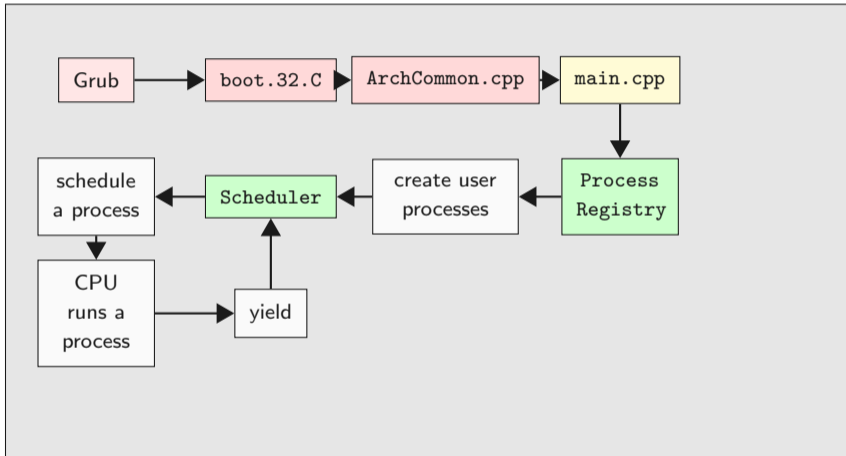 Grub
boot.32.C
ArchCommon.cpp
main.cpp
schedule
a process
Scheduler
create user
processes
Process
Registry
CPU
runs a
process
yield